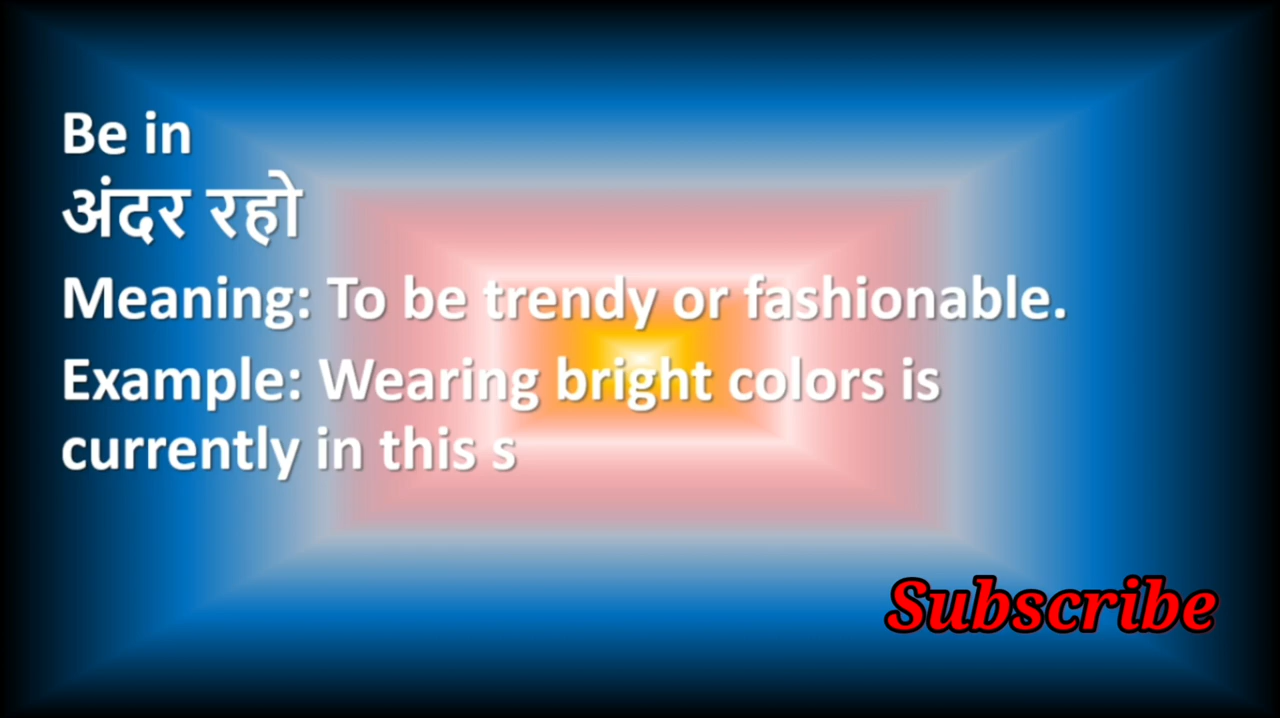 Be in
अंदर रहो
Meaning: To be trendy or fashionable.
Example: Wearing bright colors is
currently in this s
Subscribe